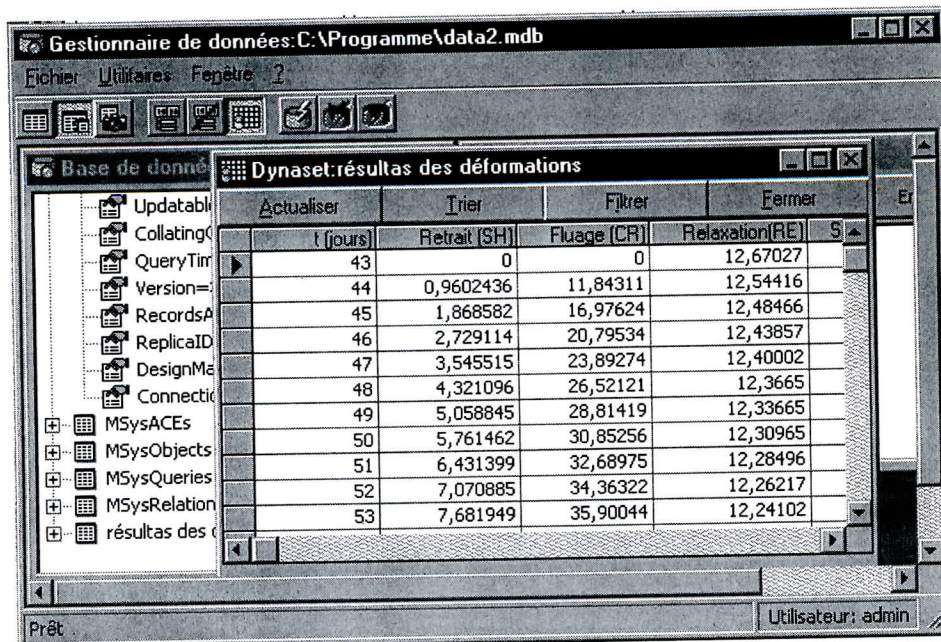 Gestionnaire de données:C:\Programme\data2.mdb
Fichier Utilitaires Fenêtre ?
Base de donné
Dynaset:résultas des déformations
Actualiser Trier Filtrer Fermer
t (jours) Retrait (SH) Fluage (CR) Relaxation(RE) S
43 0 0 12,67027
44 0,9602436 11,84311 12,54416
45 1,868582 16,97624 12,48466
46 2,729114 20,79534 12,43857
47 3,545515 23,89274 12,40002
48 4,321096 26,52121 12,3665
49 5,058845 28,81419 12,33665
50 5,761462 30,85256 12,30965
51 6,431399 32,68975 12,28496
52 7,070885 34,36322 12,26217
53 7,681949 35,90044 12,24102
Updatabl
Collating
QueryTim
Version=
RecordsA
ReplicaID
DesignMa
Connecti
MSysACEs
MSysObjects
MSysQueries
MSysRelation
résultas des
Er
Prêt
Utilisateur: admin